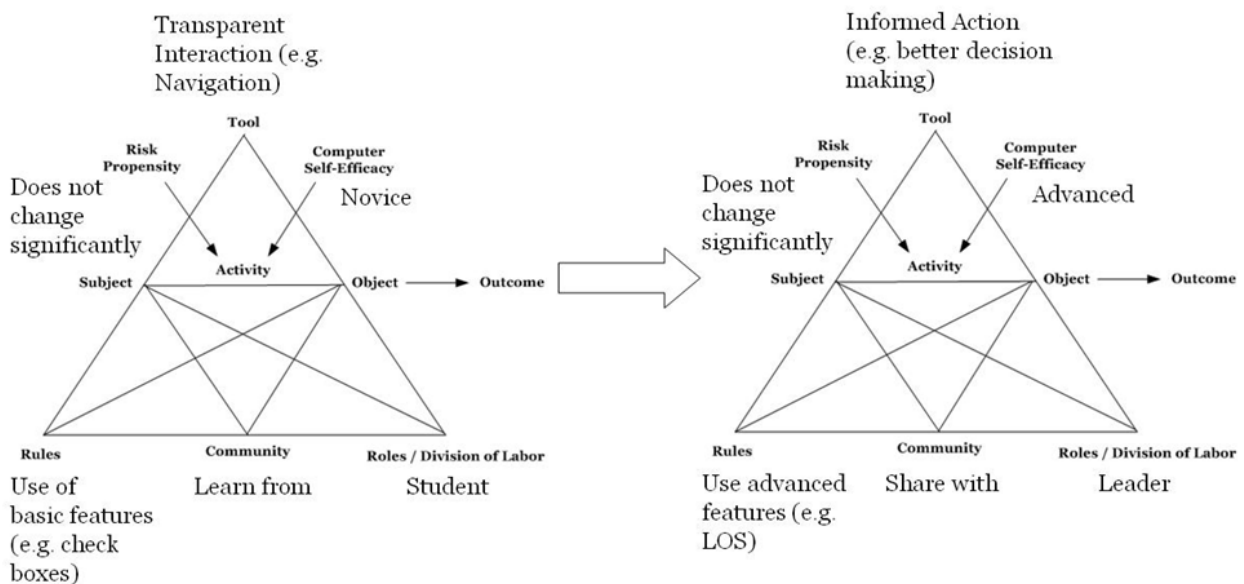 Transparent
Interaction (e.g.
Navigation)
Tool
Risk
Propensity
Computer
Self-Efficacy
Does not
change
significantly
Novice
Activity
Subject
Object
Outcome
Rules
Community
Roles / Division of Labor
Use of
basic features
(e.g. check
boxes)
Learn from
Student
Informed Action
(e.g. better decision
making)
Tool
Risk
Propensity
Computer
Self-Efficacy
Does not
change
significantly
Advanced
Activity
Subject
Object
Outcome
Rules
Community
Roles / Division of Labor
Use advanced
features (e.g.
LOS)
Share with
Leader